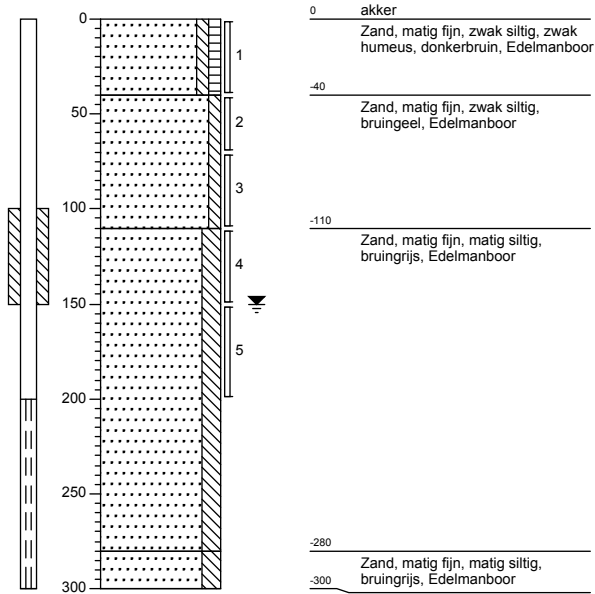 0
50
100
150
200
250
300
1
2
3
4
5
0 akker
Zand, matig fijn, zwak siltig, zwak
humeus, donkerbruin, Edelmanboor
-40
Zand, matig fijn, zwak siltig,
bruingeel, Edelmanboor
-110
Zand, matig fijn, matig siltig,
bruingrijs, Edelmanboor
-280
Zand, matig fijn, matig siltig,
-300 bruingrijs, Edelmanboor